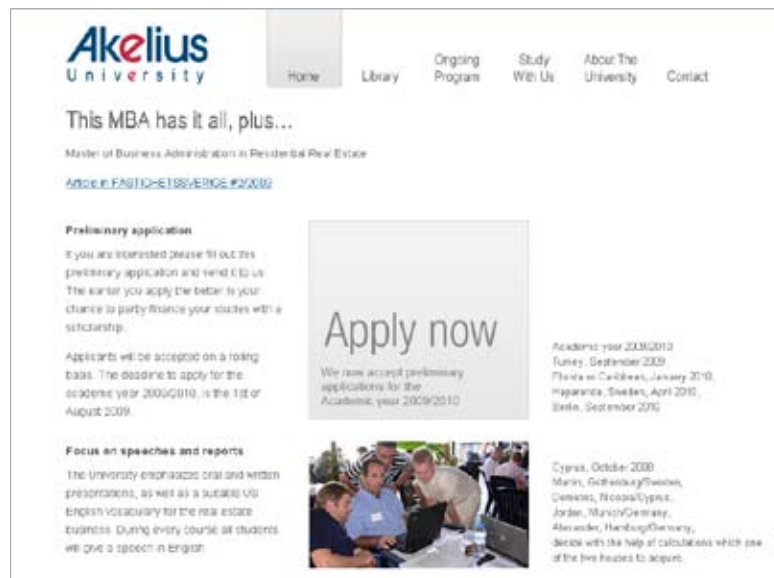 Akelius
University
Home
Library
Ongoing
Program
Study
With Us
About The
University
Contact
This MBA has it all, plus...
Master of Business Administration in Residential Real Estate
Article in FASTIGHETSSVERIGE #2/2009
Preliminary application
If you are interested please fill out this
preliminary application and send it to us.
The earlier you apply the better is your
chance to partly finance your studies with a
scholarship.
Applicants will be accepted on a rolling
basis. The deadline to apply for the
academic year 2009/2010, is the 1st of
August 2009.
Apply now
We now accept preliminary
applications for the
Academic year 2009/2010
Academic year 2009/2010
Turkey, September 2009
Florida or Caribbean, January 2010,
Haparanda, Sweden, April 2010,
Berlin, September 2010
Focus on speeches and reports
The University emphasizes oral and written
presentations, as well as a suitable US
English vocabulary for the real estate
business. During every course all students
will give a speech in English
Cyprus, October 2008
Gothenburg/Sweden,
Nicosia/Cyprus,
Jordan, Munich/Germany,
Alexander, Hamburg/Germany,
decide with the help of calculations which one
of the two houses to acquire.